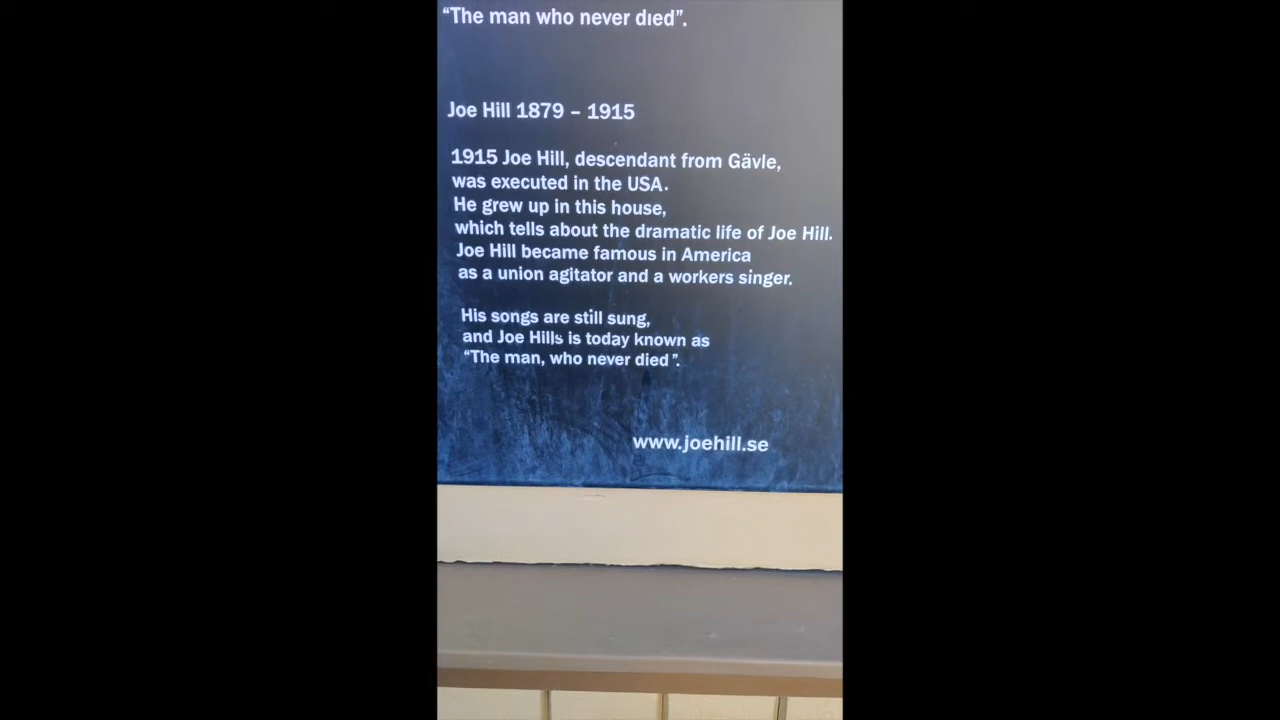 “The man who never died”.
Joe Hill 1879 – 1915
1915 Joe Hill, descendant from Gävle,
was executed in the USA.
He grew up in this house,
which tells about the dramatic life of Joe Hill.
Joe Hill became famous in America
as a union agitator and a workers singer.
His songs are still sung,
and Joe Hills is today known as
“The man, who never died”.
www.joehill.se